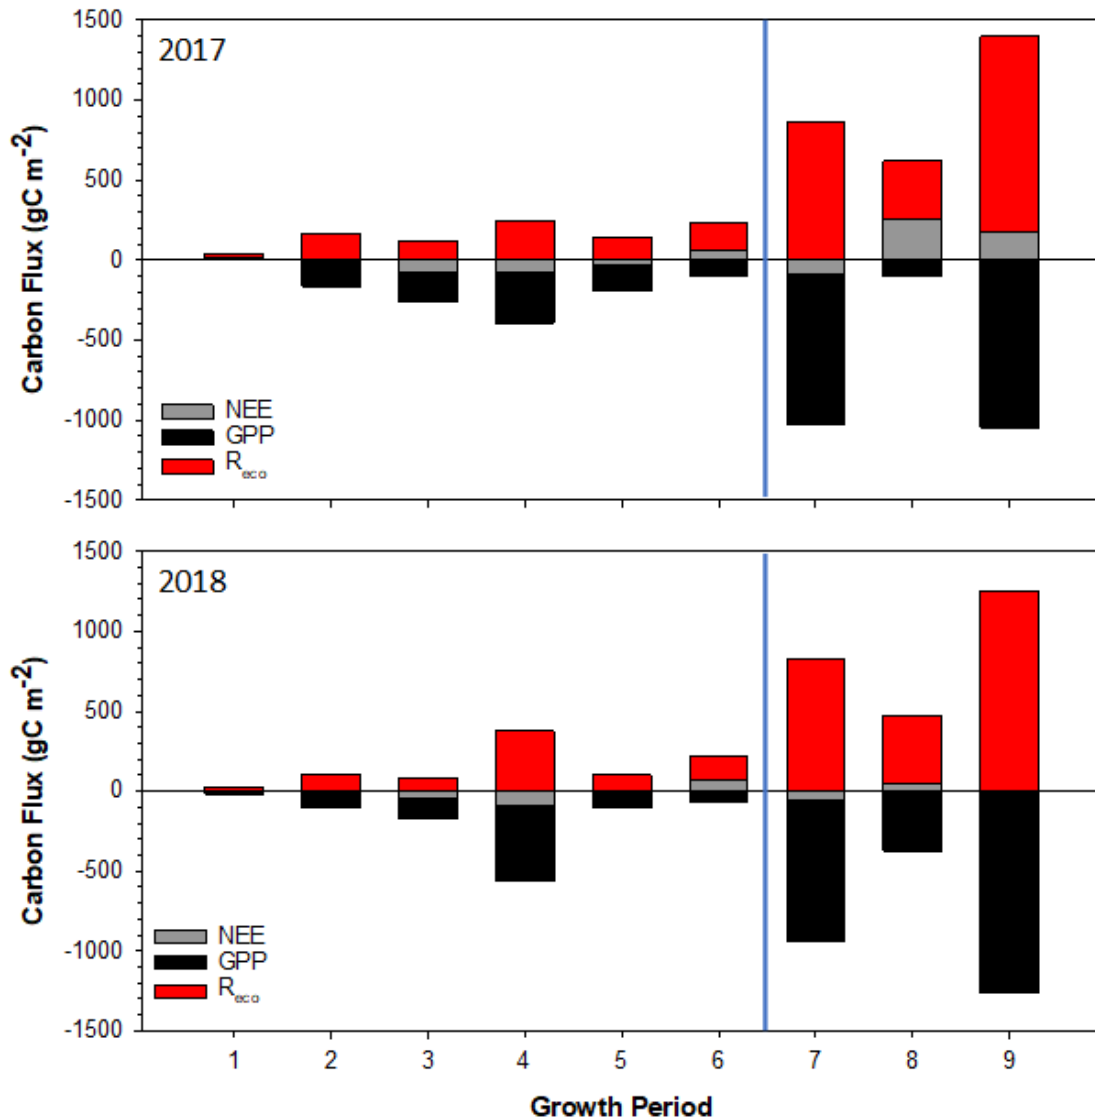 2017
Carbon Flux (gC m⁻²)
1500
1000
500
0
-500
-1000
-1500
NEE
GPP
Reco
2018
Carbon Flux (gC m⁻²)
1500
1000
500
0
-500
-1000
-1500
NEE
GPP
Reco
1 2 3 4 5 6 7 8 9
Growth Period